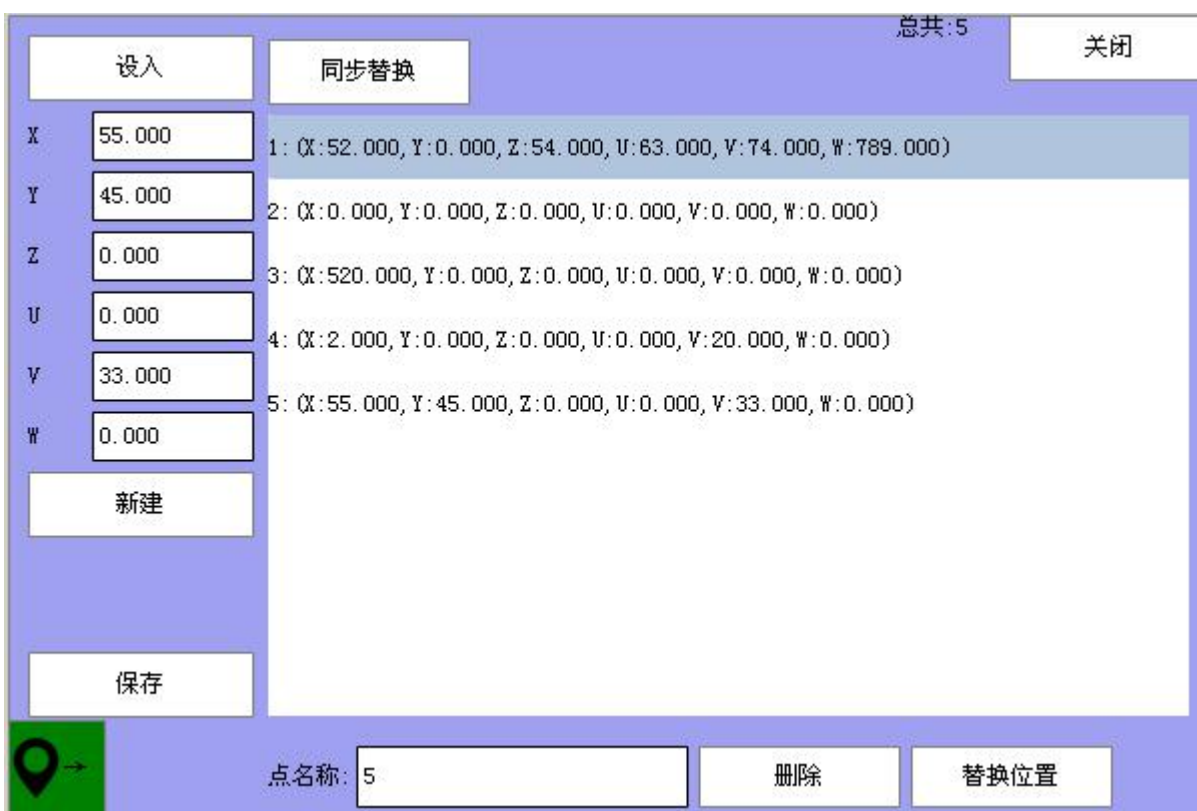 总共:5
关闭
设入
同步替换
X 55.000
Y 45.000
Z 0.000
U 0.000
V 33.000
W 0.000
1: (X:52.000, Y:0.000, Z:54.000, U:63.000, V:74.000, W:789.000)
2: (X:0.000, Y:0.000, Z:0.000, U:0.000, V:0.000, W:0.000)
3: (X:520.000, Y:0.000, Z:0.000, U:0.000, V:0.000, W:0.000)
4: (X:2.000, Y:0.000, Z:0.000, U:0.000, V:20.000, W:0.000)
5: (X:55.000, Y:45.000, Z:0.000, U:0.000, V:33.000, W:0.000)
新建
保存
点名称: 5
删除
替换位置